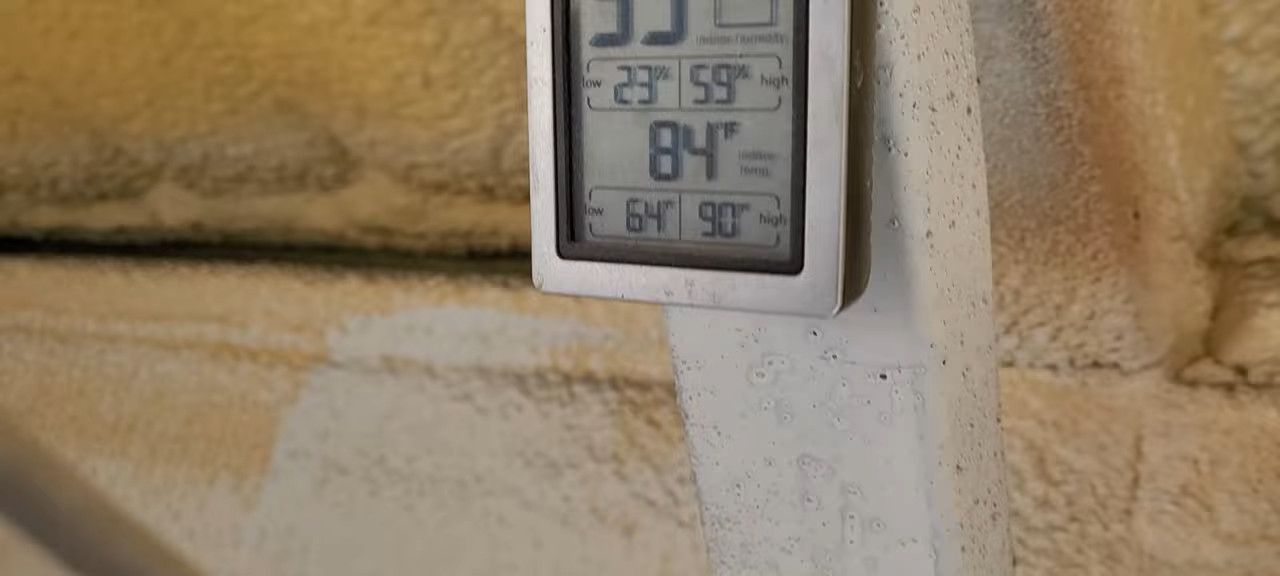 indoor humidity
low 23% 59% high
84°F
indoor
temp.
low 64°F 90°F high